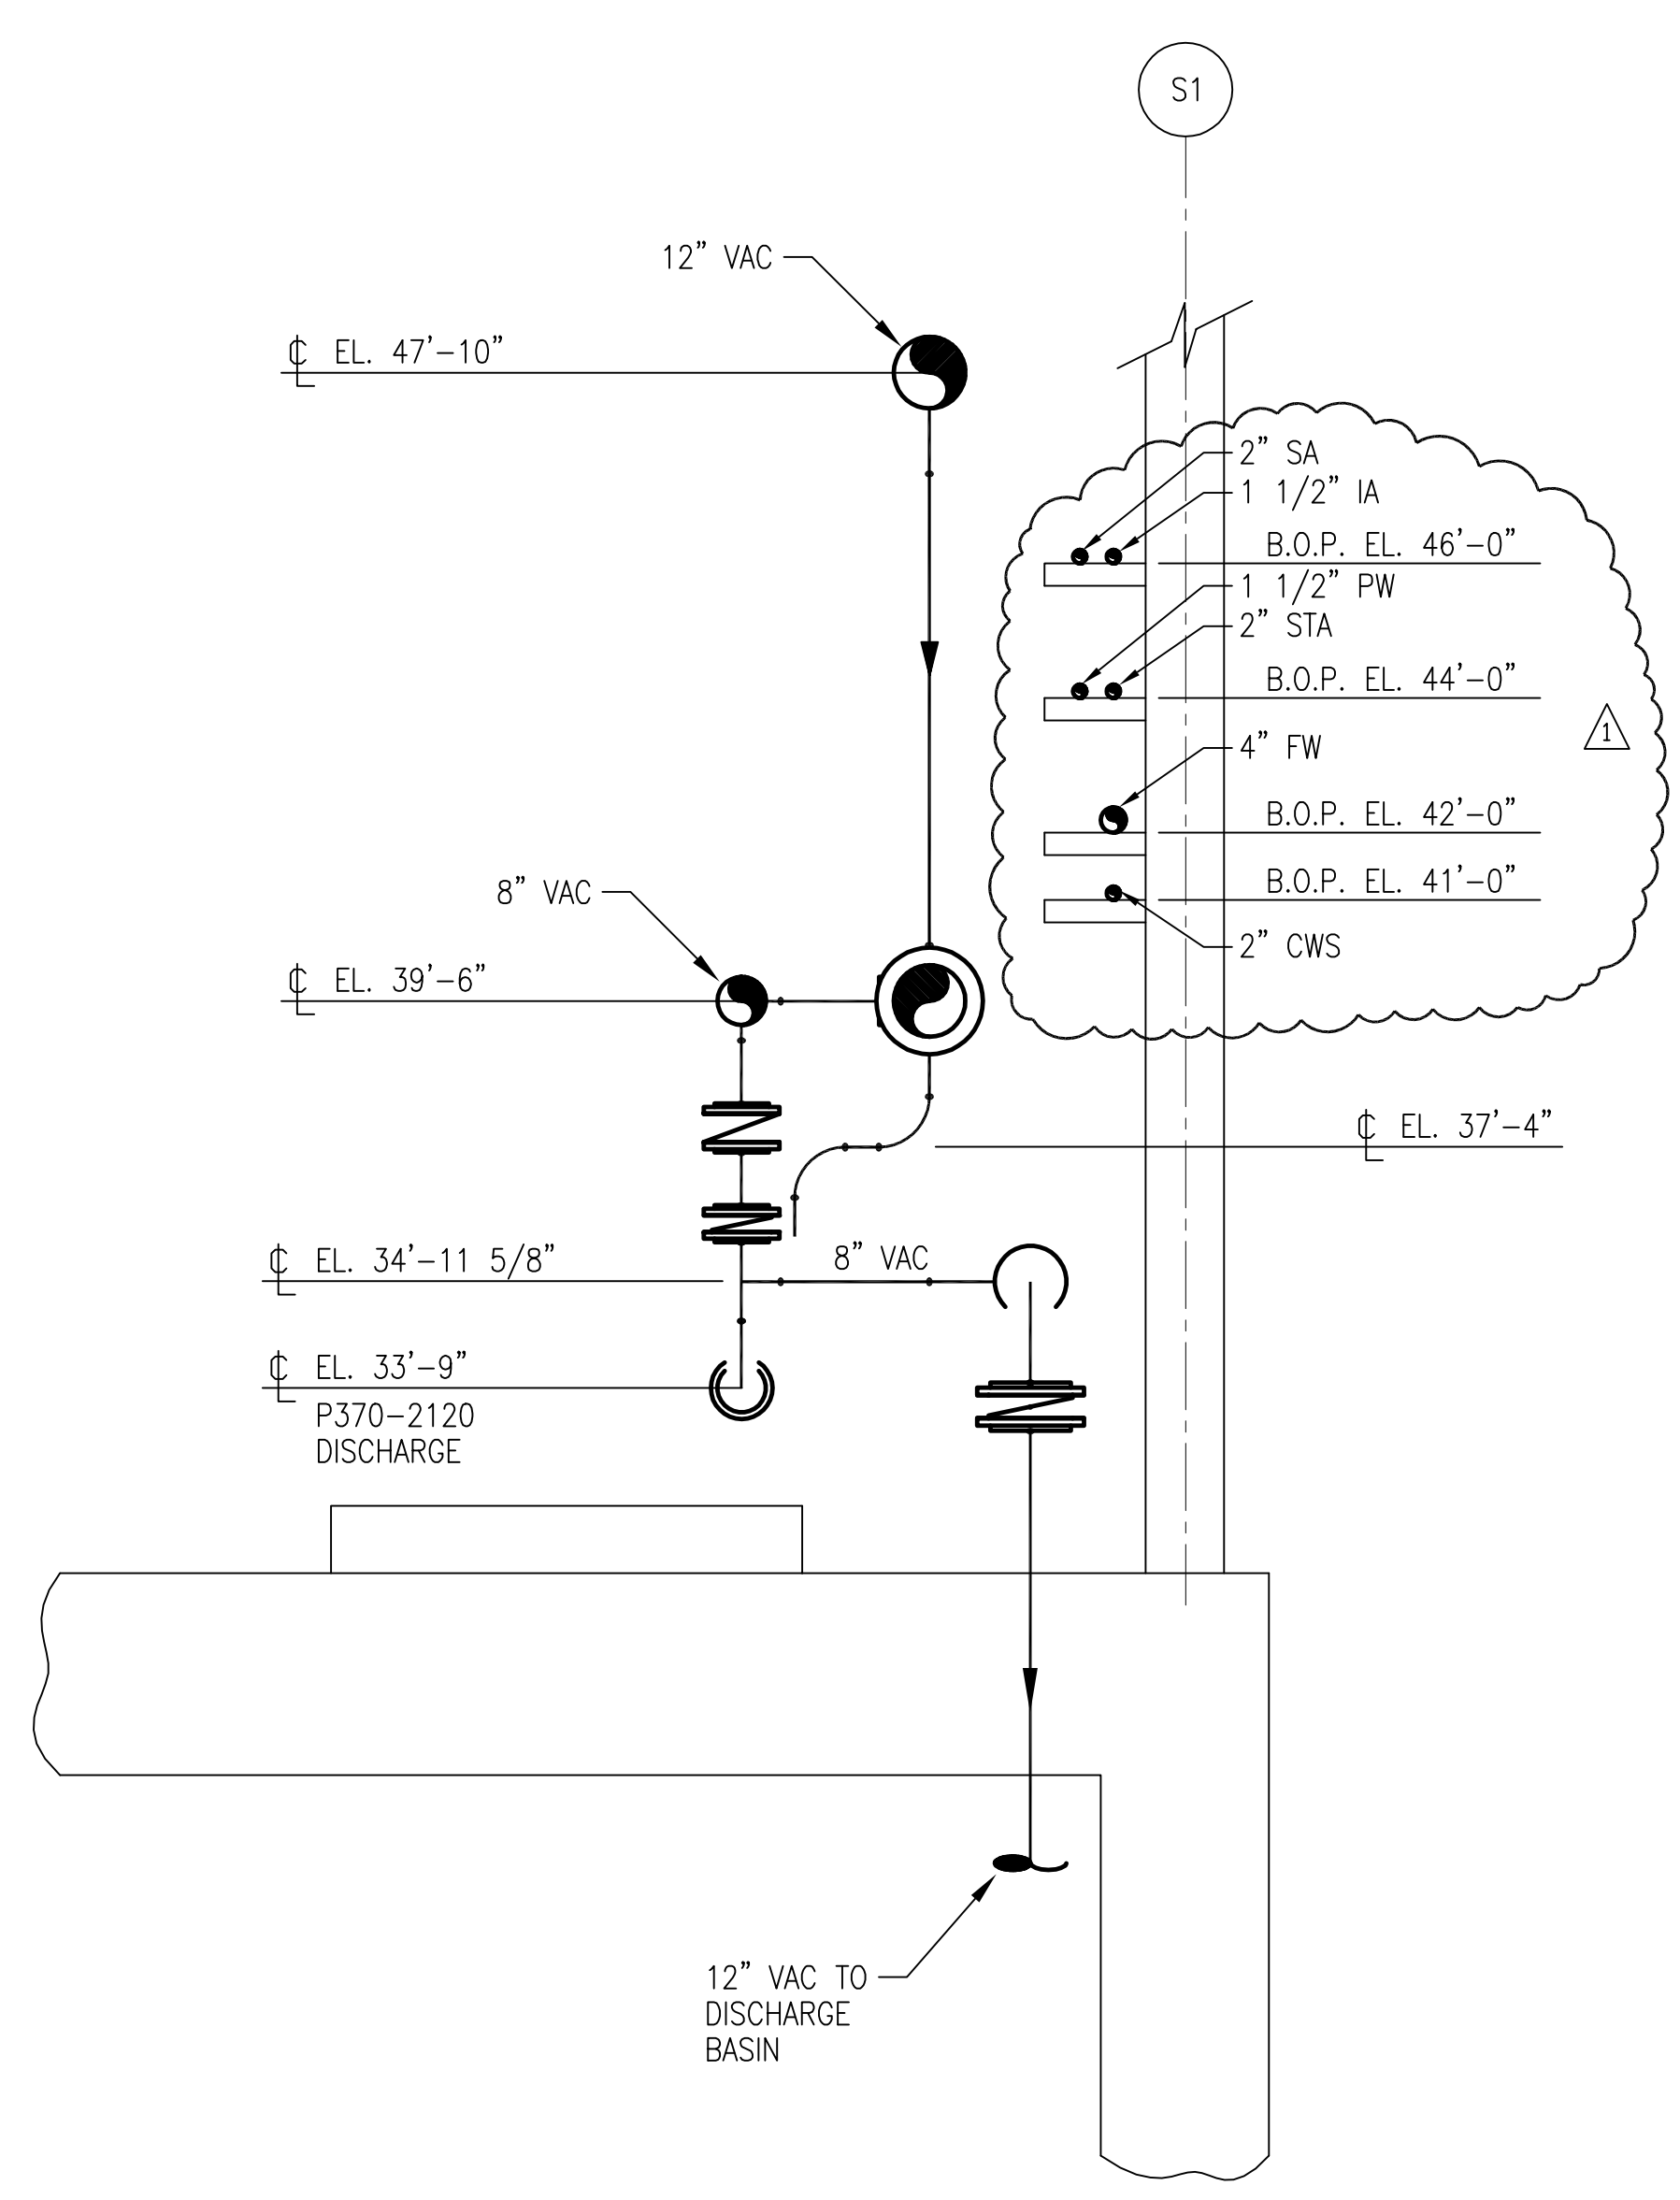 S1
12” VAC
℄ EL. 47’-10”
2” SA
1 1/2” IA
B.O.P. EL. 46’-0”
1 1/2” PW
2” STA
B.O.P. EL. 44’-0”
1
4” FW
B.O.P. EL. 42’-0”
8” VAC
B.O.P. EL. 41’-0”
2” CWS
℄ EL. 39’-6”
℄ EL. 37’-4”
℄ EL. 34’-11 5/8”
8” VAC
℄ EL. 33’-9”
P370-2120
DISCHARGE
12” VAC TO
DISCHARGE
BASIN